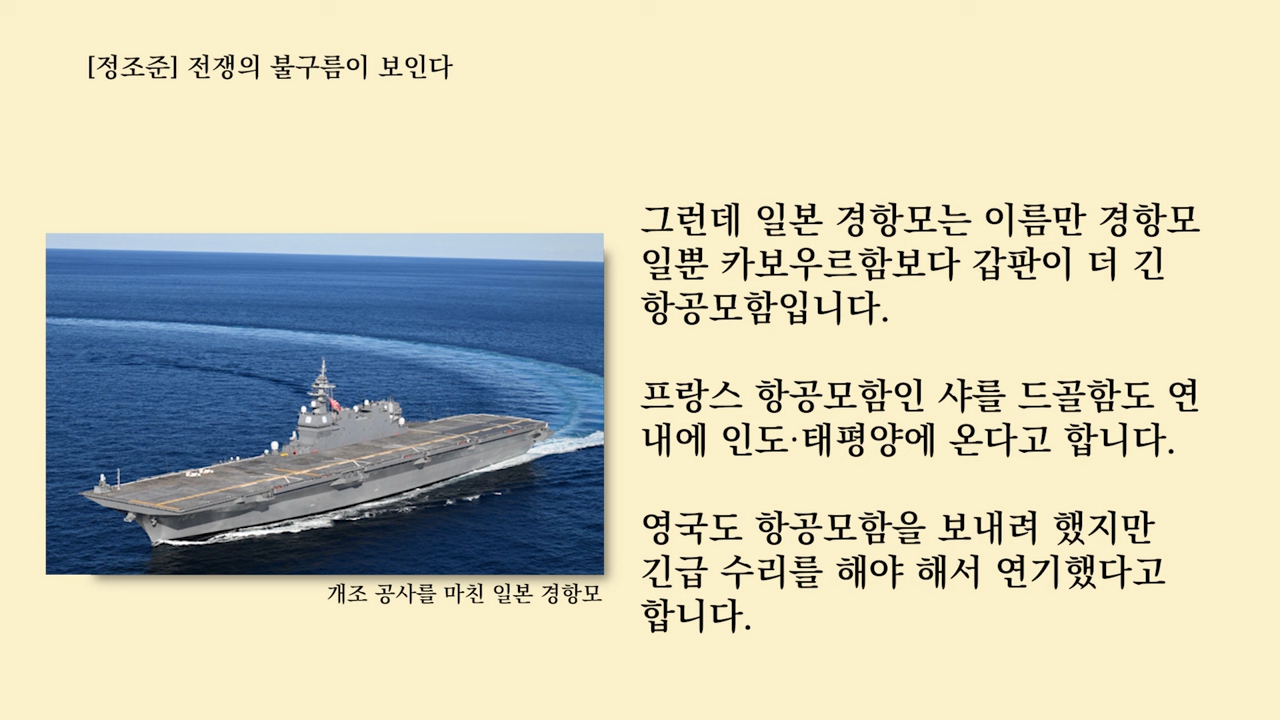 [정조준] 전쟁의 불구름이 보인다
그런데 일본 경항모는 이름만 경항모
일뿐 카보우르함보다 갑판이 더 긴
항공모함입니다.
프랑스 항공모함인 샤를 드골함도 연
내에 인도·태평양에 온다고 합니다.
영국도 항공모함을 보내려 했지만
긴급 수리를 해야 해서 연기했다고
합니다.
개조 공사를 마친 일본 경항모